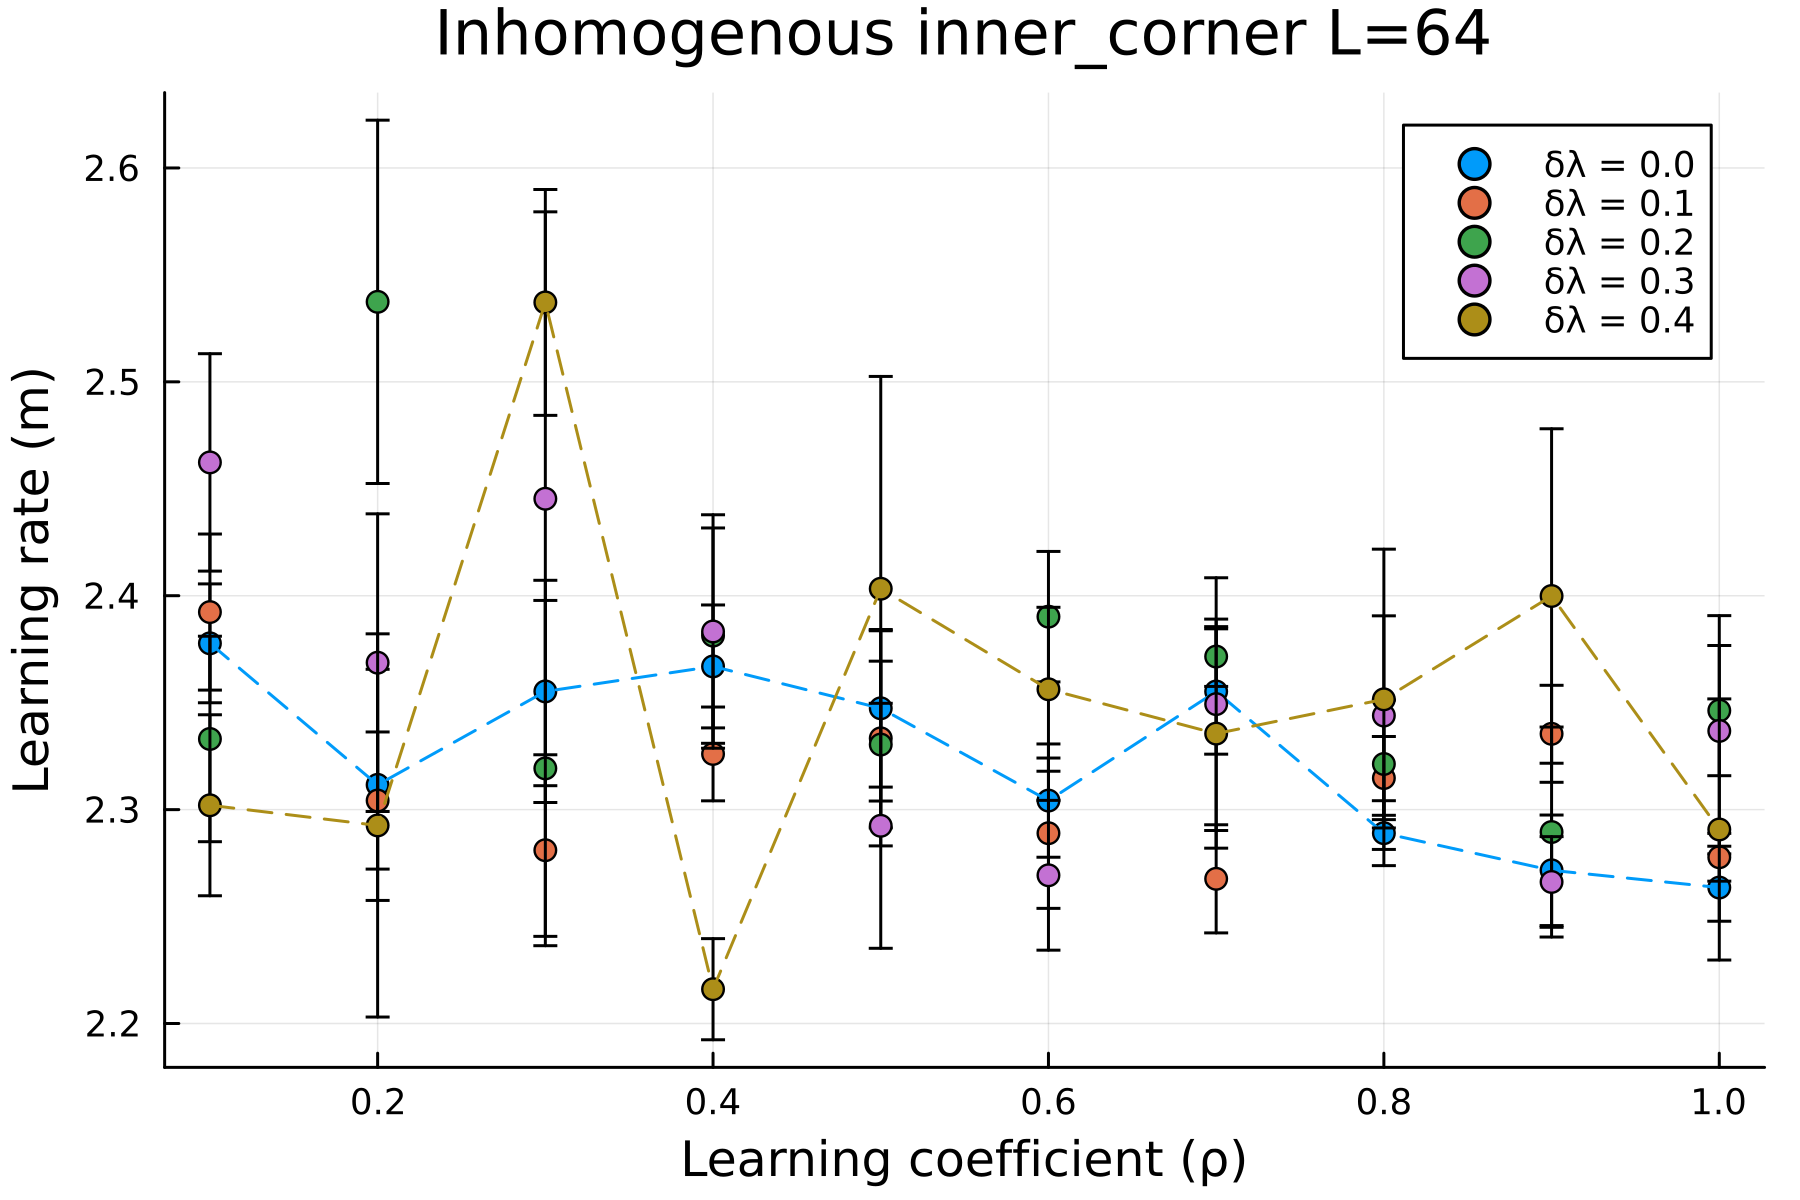 Inhomogenous inner_corner L=64
Learning rate (m)
2.6
2.5
2.4
2.3
2.2
δλ = 0.0
δλ = 0.1
δλ = 0.2
δλ = 0.3
δλ = 0.4
0.2 0.4 0.6 0.8 1.0
Learning coefficient (ρ)